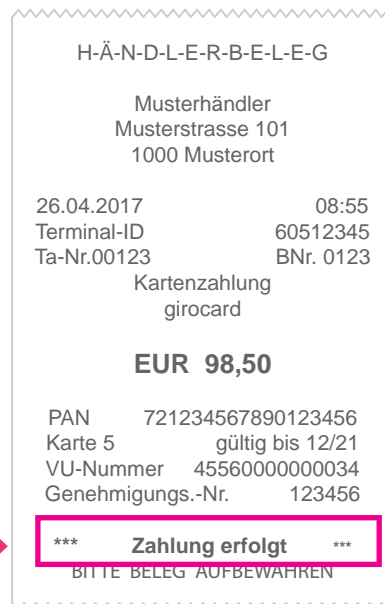 H-Ä-N-D-L-E-R-B-E-L-E-G
Musterhändler
Musterstrasse 101
1000 Musterort
26.04.2017 08:55
Terminal-ID 60512345
Ta-Nr.00123 BNr. 0123
Kartenzahlung
girocard
EUR 98,50
PAN 721234567890123456
Karte 5 gültig bis 12/21
VU-Nummer 45560000000034
Genehmigungs.-Nr. 123456
*** Zahlung erfolgt ***
BITTE BELEG AUFBEWAHREN